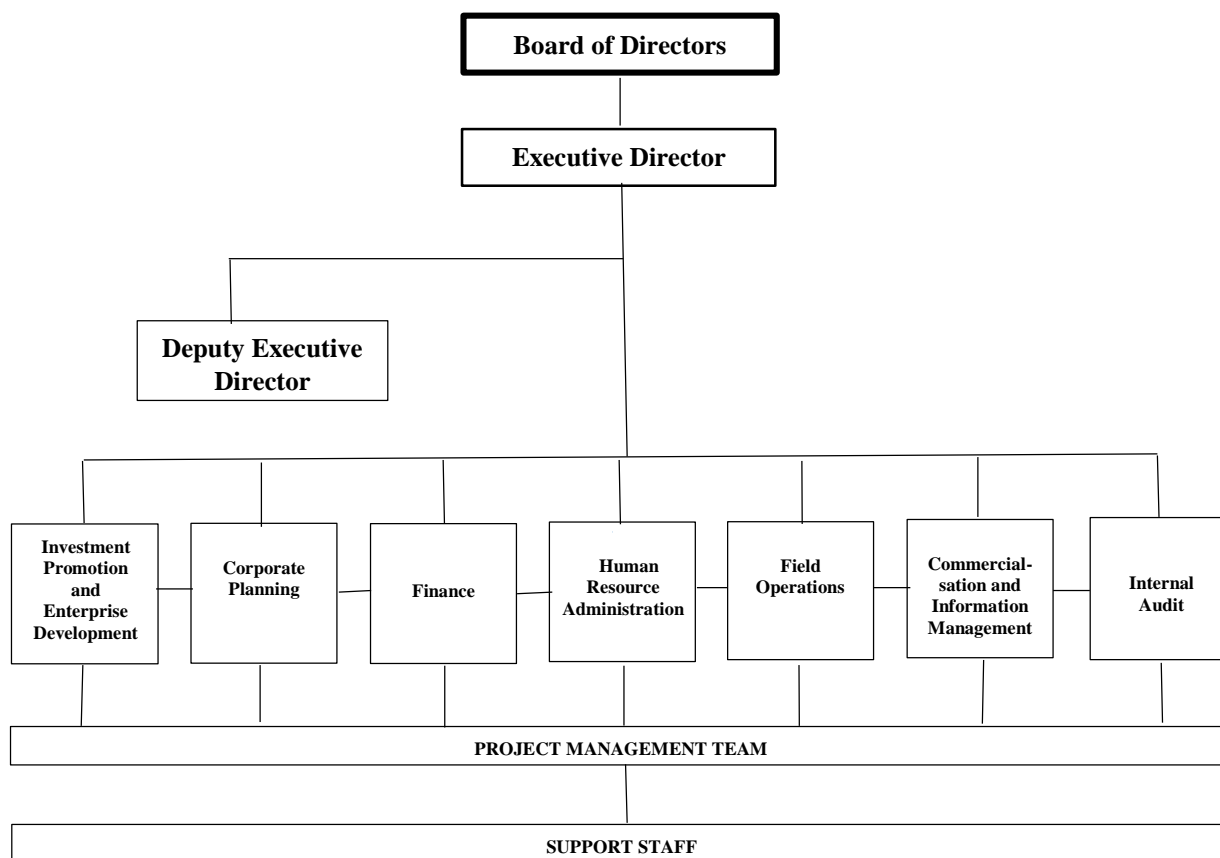 Board of Directors
Executive Director
Deputy Executive
Director
Investment
Promotion
and
Enterprise
Development
Corporate
Planning
Finance
Human
Resource
Administration
Field
Operations
Commercial-
sation and
Information
Management
Internal
Audit
PROJECT MANAGEMENT TEAM
SUPPORT STAFF